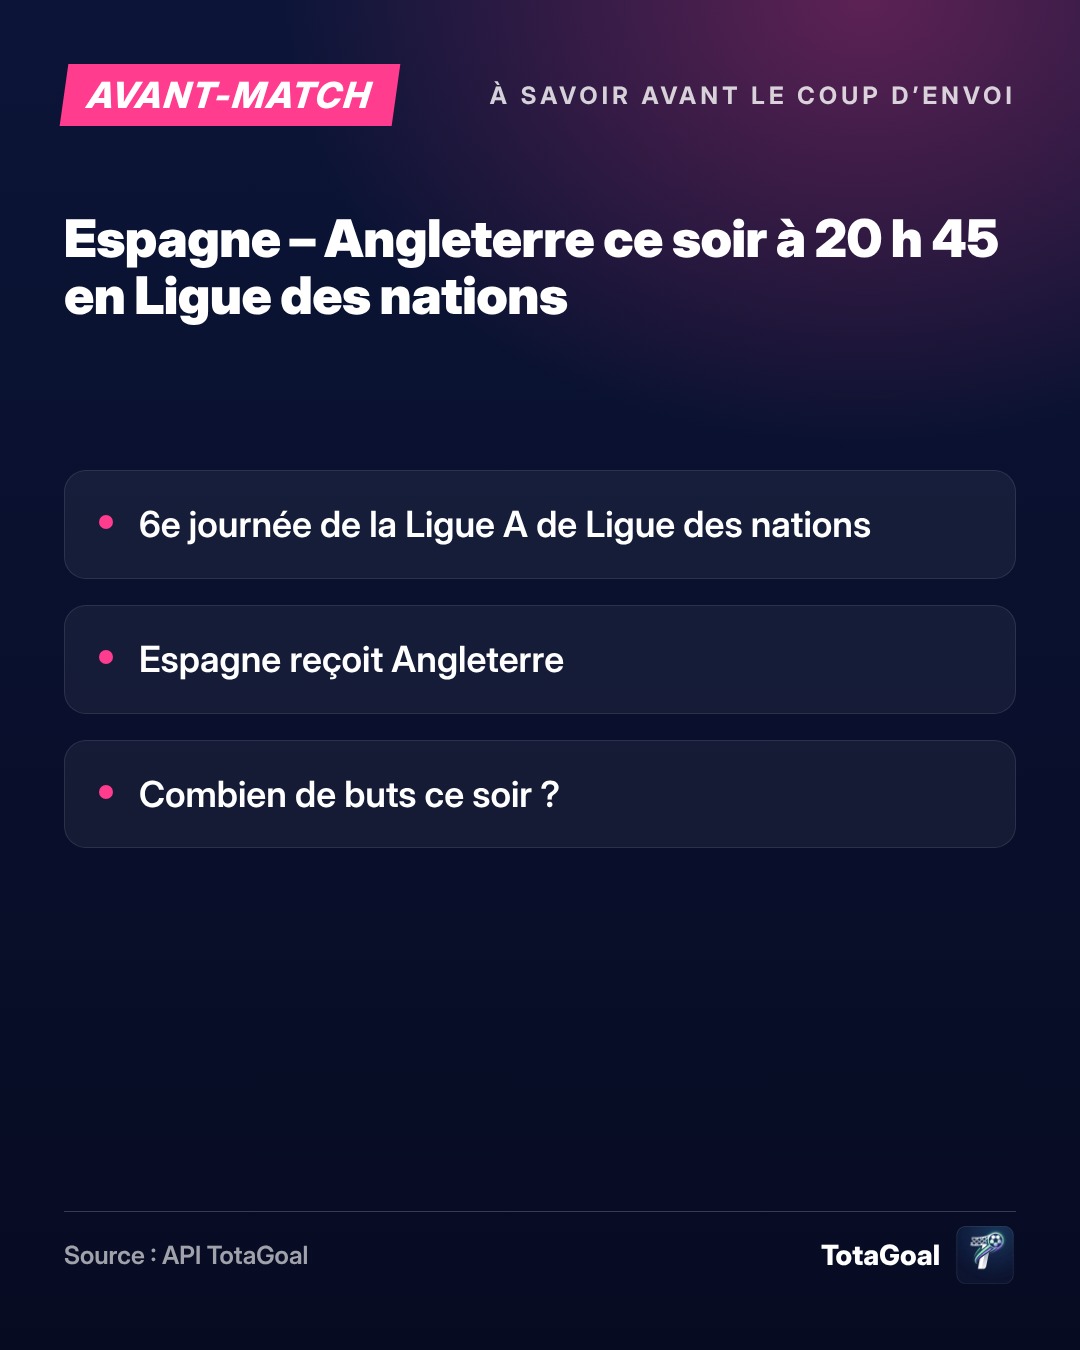 AVANT-MATCH
À SAVOIR AVANT LE COUP D’ENVOI
Espagne – Angleterre ce soir à 20 h 45
en Ligue des nations
6e journée de la Ligue A de Ligue des nations
Espagne reçoit Angleterre
Combien de buts ce soir ?
Source : API TotaGoal
TotaGoal